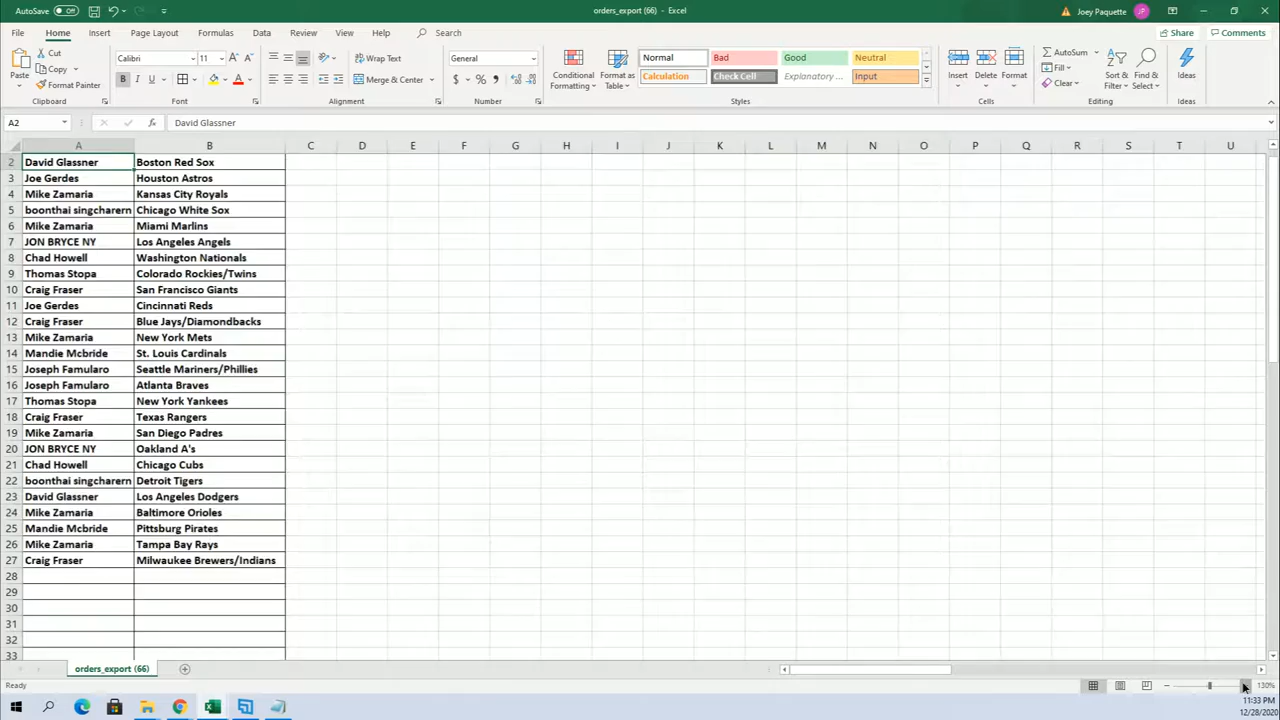 AutoSave Off orders_export (66) - Excel Joey Paquette JP
File Home Insert Page Layout Formulas Data Review View Help Search Share Comments
Cut Calibri 11 Wrap Text General Normal Bad Good Neutral AutoSum
Paste Copy Format Painter Merge & Center Conditional Formatting Format as Table Calculation Check Cell Explanatory ... Input Insert Delete Format Fill Clear Sort & Filter Find & Select Ideas
Clipboard Font Alignment Number Styles Cells Editing Ideas
A2 David Glassner
A B C D E F G H I J K L M N O P Q R S T U
2 David Glassner Boston Red Sox
3 Joe Gerdes Houston Astros
4 Mike Zamaria Kansas City Royals
5 boonthai singcharern Chicago White Sox
6 Mike Zamaria Miami Marlins
7 JON BRYCE NY Los Angeles Angels
8 Chad Howell Washington Nationals
9 Thomas Stopa Colorado Rockies/Twins
10 Craig Fraser San Francisco Giants
11 Joe Gerdes Cincinnati Reds
12 Craig Fraser Blue Jays/Diamondbacks
13 Mike Zamaria New York Mets
14 Mandie Mcbride St. Louis Cardinals
15 Joseph Famularo Seattle Mariners/Phillies
16 Joseph Famularo Atlanta Braves
17 Thomas Stopa New York Yankees
18 Craig Fraser Texas Rangers
19 Mike Zamaria San Diego Padres
20 JON BRYCE NY Oakland A's
21 Chad Howell Chicago Cubs
22 boonthai singcharern Detroit Tigers
23 David Glassner Los Angeles Dodgers
24 Mike Zamaria Baltimore Orioles
25 Mandie Mcbride Pittsburg Pirates
26 Mike Zamaria Tampa Bay Rays
27 Craig Fraser Milwaukee Brewers/Indians
28
29
30
31
32
33
orders_export (66)
Ready 130%
11:33 PM
12/28/2020